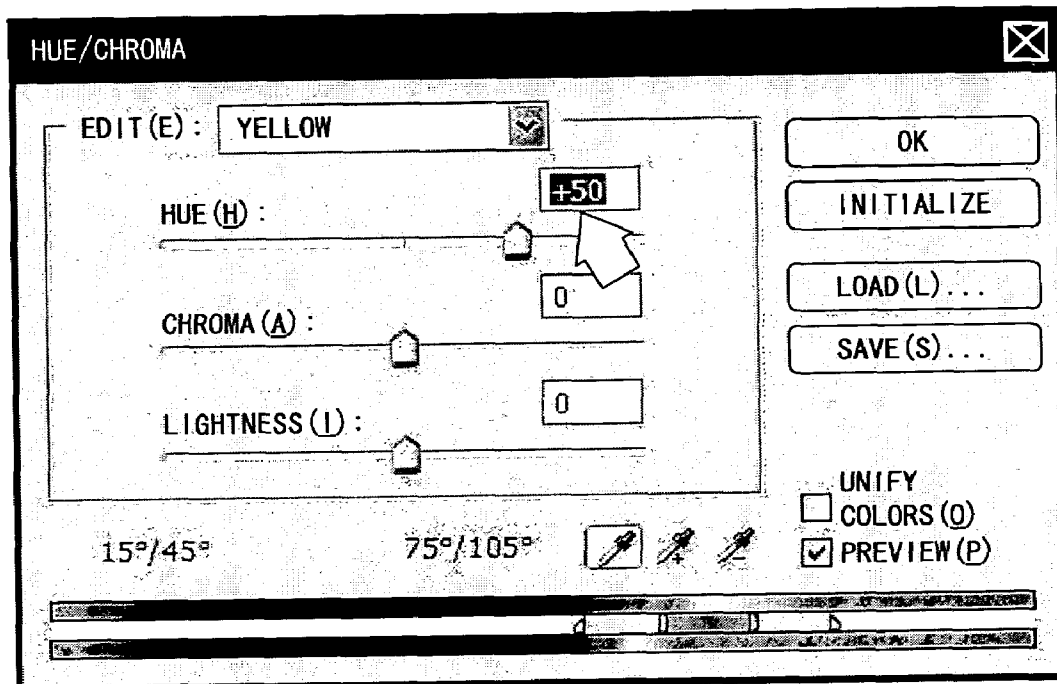 HUE/CHROMA
EDIT(E): YELLOW
OK
+50
HUE(H):
INITIALIZE
0
LOAD(L)...
CHROMA(A):
SAVE(S)...
0
LIGHTNESS(I):
UNIFY
COLORS(O)
15°/45° 75°/105°
PREVIEW(P)